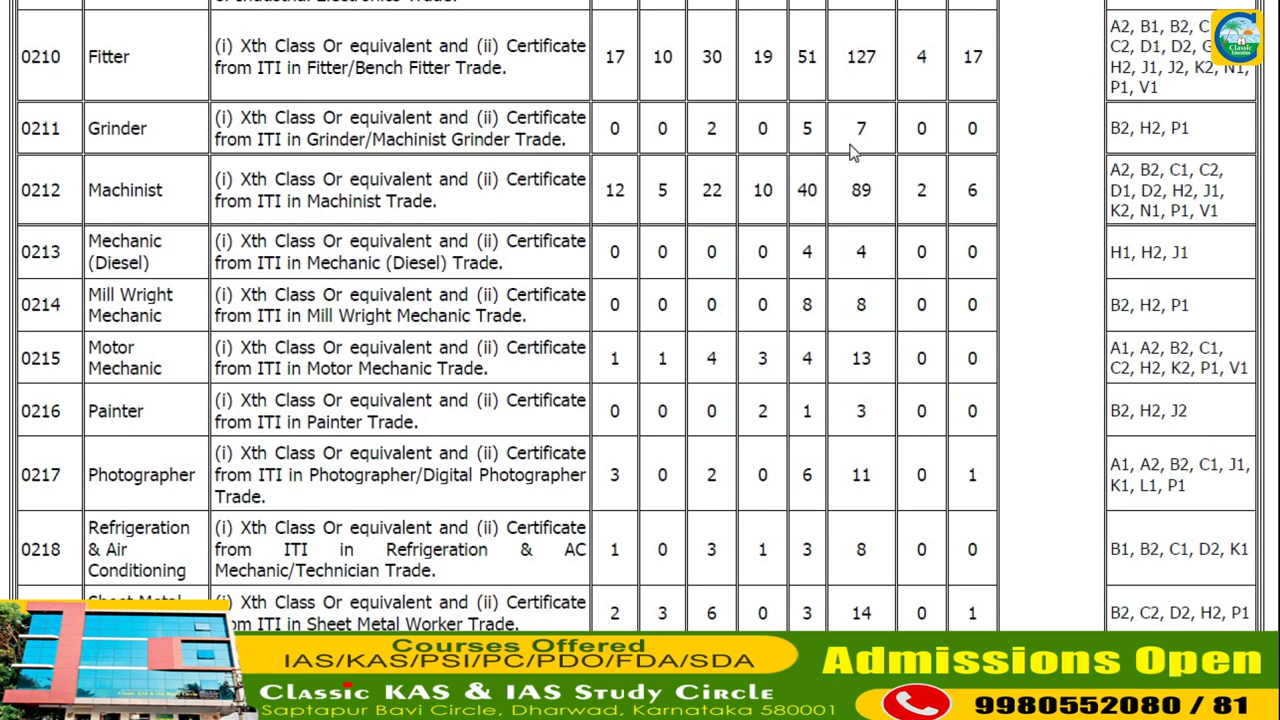 0210 Fitter (i) Xth Class Or equivalent and (ii) Certificate from ITI in Fitter/Bench Fitter Trade. 17 10 30 19 51 127 4 17 A2, B1, B2, C
C2, D1, D2,
H2, J1, J2, K2, N1,
P1, V1
Classic
Education
0211 Grinder (i) Xth Class Or equivalent and (ii) Certificate from ITI in Grinder/Machinist Grinder Trade. 0 0 2 0 5 7 0 0 B2, H2, P1
0212 Machinist (i) Xth Class Or equivalent and (ii) Certificate from ITI in Machinist Trade. 12 5 22 10 40 89 2 6 A2, B2, C1, C2,
D1, D2, H2, J1,
K2, N1, P1, V1
0213 Mechanic (Diesel) (i) Xth Class Or equivalent and (ii) Certificate from ITI in Mechanic (Diesel) Trade. 0 0 0 0 4 4 0 0 H1, H2, J1
0214 Mill Wright Mechanic (i) Xth Class Or equivalent and (ii) Certificate from ITI in Mill Wright Mechanic Trade. 0 0 0 0 8 8 0 0 B2, H2, P1
0215 Motor Mechanic (i) Xth Class Or equivalent and (ii) Certificate from ITI in Motor Mechanic Trade. 1 1 4 3 4 13 0 0 A1, A2, B2, C1,
C2, H2, K2, P1, V1
0216 Painter (i) Xth Class Or equivalent and (ii) Certificate from ITI in Painter Trade. 0 0 0 2 1 3 0 0 B2, H2, J2
0217 Photographer (i) Xth Class Or equivalent and (ii) Certificate from ITI in Photographer/Digital Photographer Trade. 3 0 2 0 6 11 0 1 A1, A2, B2, C1, J1,
K1, L1, P1
0218 Refrigeration & Air Conditioning (i) Xth Class Or equivalent and (ii) Certificate from ITI in Refrigeration & AC Mechanic/Technician Trade. 1 0 3 1 3 8 0 0 B1, B2, C1, D2, K1
Sheet Metal (i) Xth Class Or equivalent and (ii) Certificate from ITI in Sheet Metal Worker Trade. 2 3 6 0 3 14 0 1 B2, C2, D2, H2, P1
Courses Offered
IAS/KAS/PSI/PC/PDO/FDA/SDA
Classic KAS & IAS Study Circle
Saptapur Bavi Circle, Dharwad, Karnataka 580001
Admissions Open
9980552080 / 81